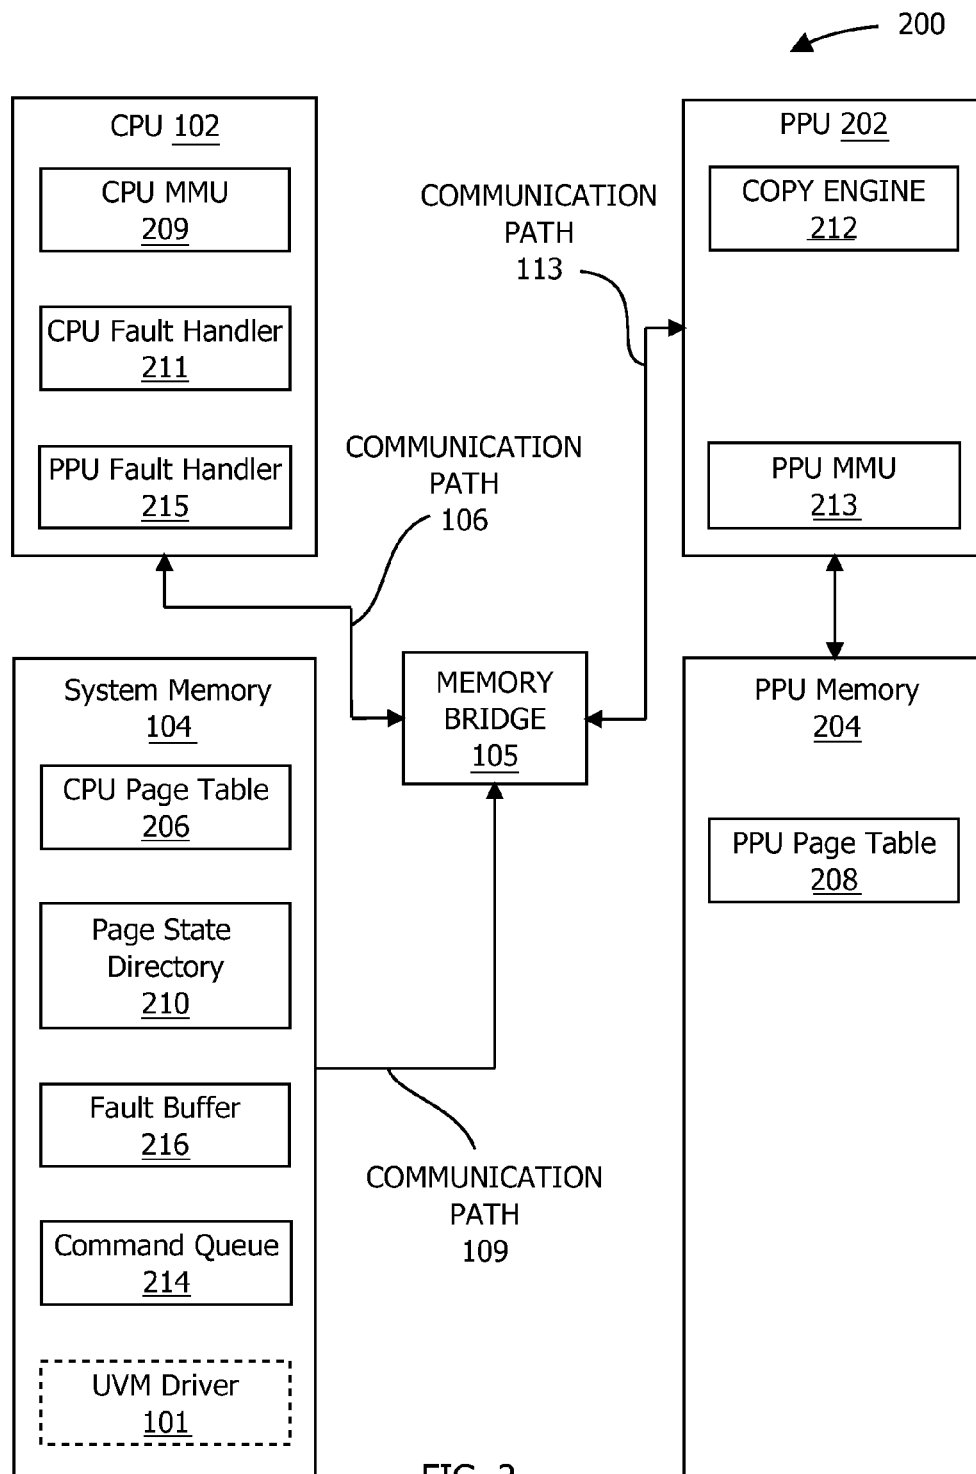 200
CPU 102
CPU MMU
209
CPU Fault Handler
211
PPU Fault Handler
215
COMMUNICATION
PATH
113
PPU 202
COPY ENGINE
212
PPU MMU
213
COMMUNICATION
PATH
106
System Memory
104
CPU Page Table
206
Page State
Directory
210
Fault Buffer
216
Command Queue
214
UVM Driver
101
MEMORY
BRIDGE
105
COMMUNICATION
PATH
109
PPU Memory
204
PPU Page Table
208